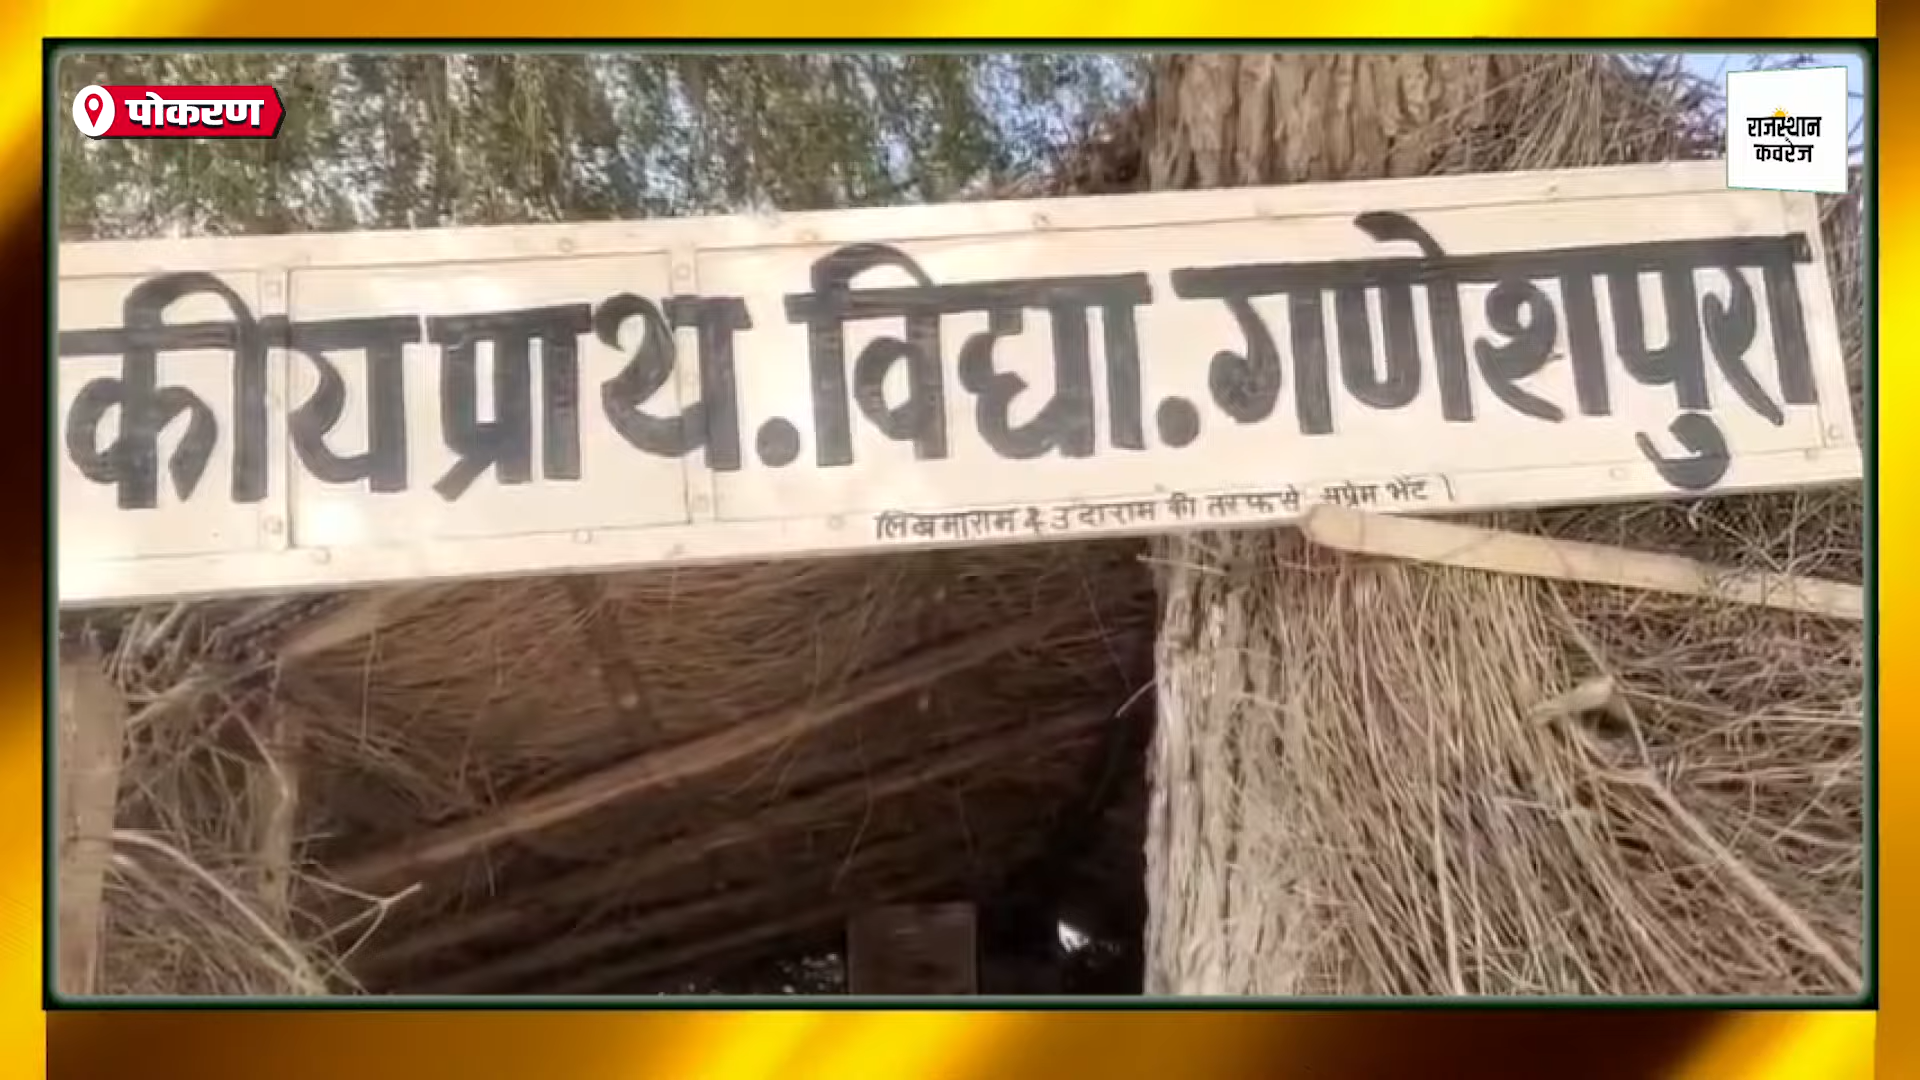 पोकरण
राजस्थान
कवरेज
कीय प्राथ. विद्या. गणेशपुरा
लिखमाराम & उदाराम की तरफ से सप्रेम भेंट।